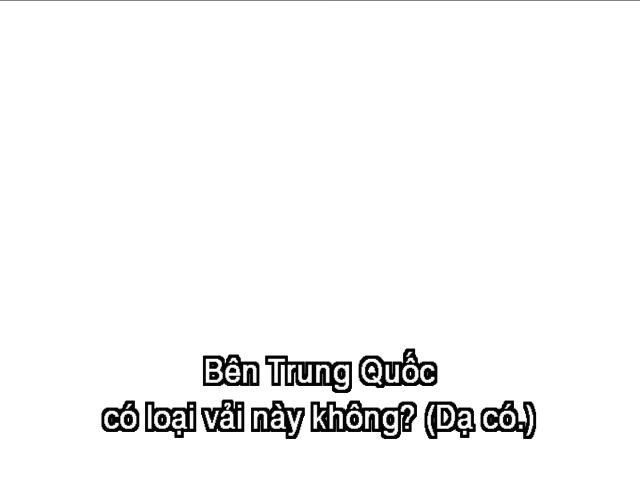 Bên Trung Quốc
có loại vải này không? (Dạ có.)